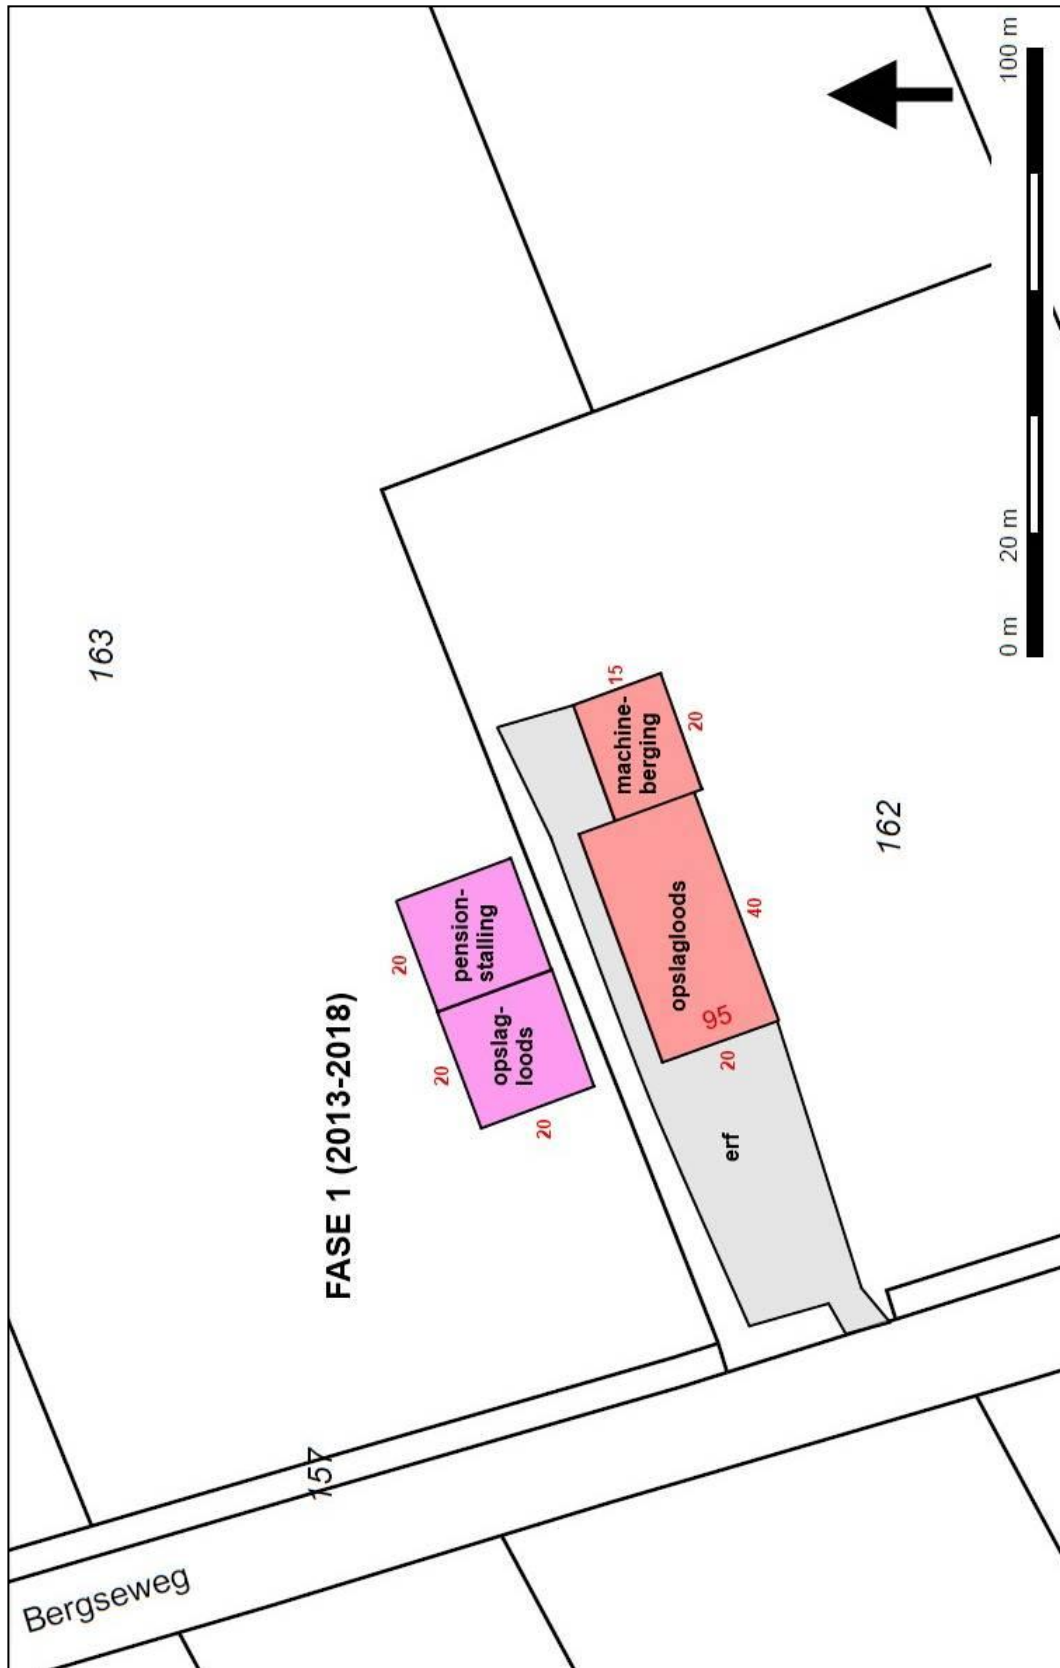 163
FASE 1 (2013-2018)
20
20
20
pension-
stalling
opslag-
loods
machine-
berging
15
20
opslagloods
95
20
40
erf
162
157
Bergseweg
0 m
20 m
100 m